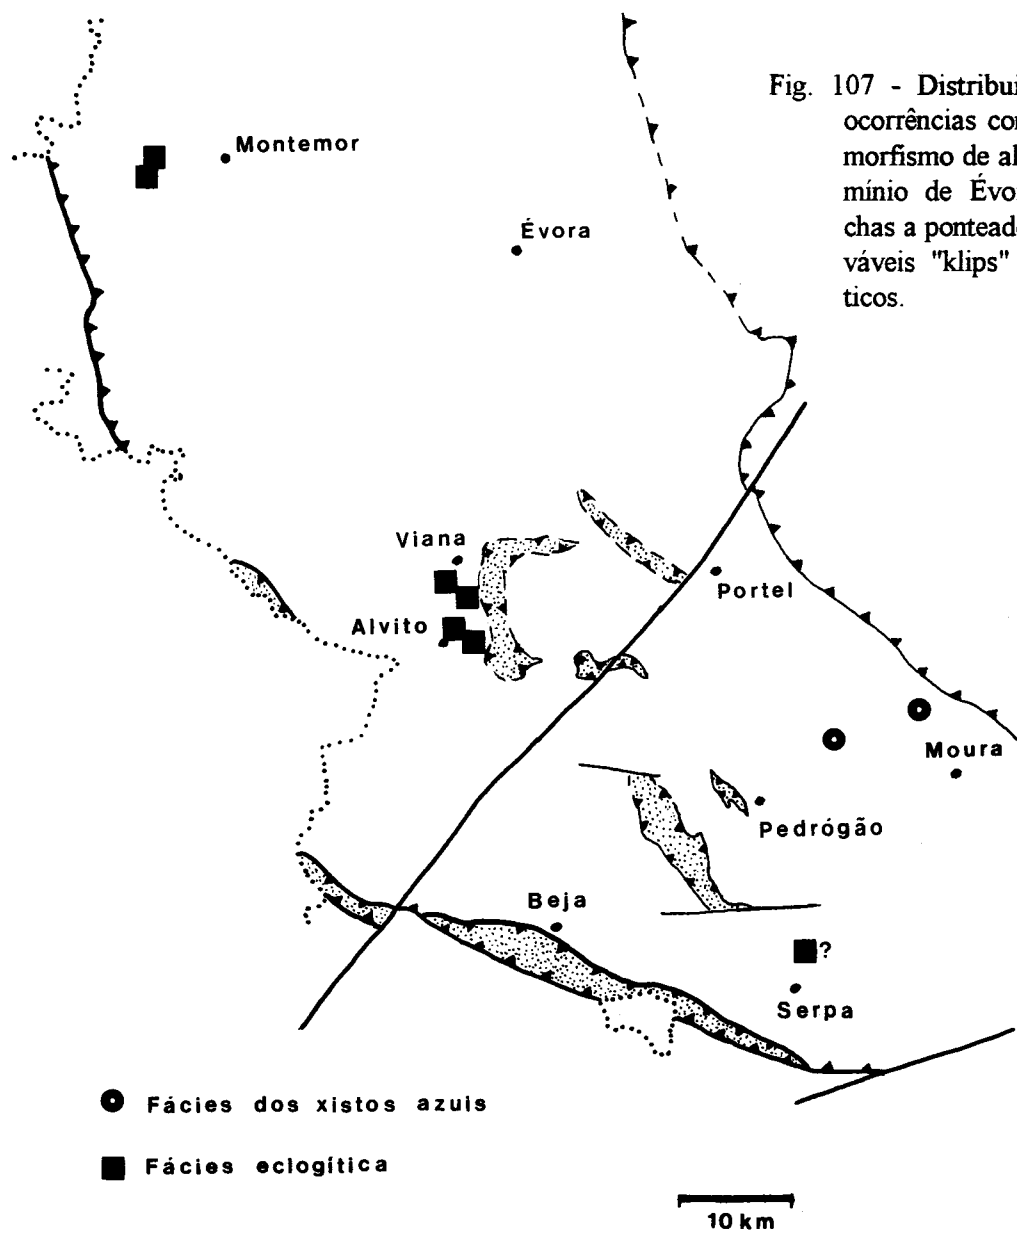 Fig. 107 - Distribui
ocorrências co
morfismo de al
mínio de Évo
chas a pontead
váveis "klips"
ticos.
Montemor
Évora
Viana
Alvito
Portel
Moura
Pedrógão
Beja
?
Serpa
Fácies dos xistos azuis
Fácies eclogítica
10 km